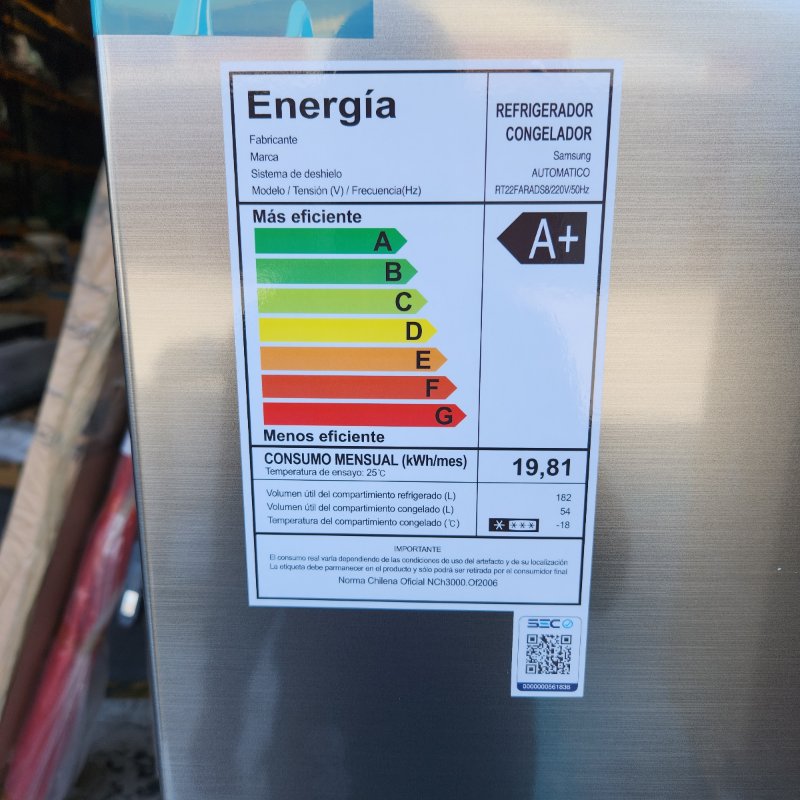 Energía
REFRIGERADOR
CONGELADOR
Fabricante
Marca
Samsung
Sistema de deshielo
AUTOMATICO
Modelo / Tensión (V) / Frecuencia(Hz)
RT22FARADS8/220V/50Hz
Más eficiente
A
A+
B
C
D
E
F
G
Menos eficiente
CONSUMO MENSUAL (kWh/mes)
19,81
Temperatura de ensayo: 25℃
Volumen útil del compartimiento refrigerado (L)
182
Volumen útil del compartimiento congelado (L)
54
Temperatura del compartimiento congelado (℃)
-18
IMPORTANTE
El consumo real varía dependiendo de las condiciones de uso del artefacto y de su localización
La etiqueta debe parmanecer en el producto y sólo podrá ser retirada por el consumidor final
Norma Chilena Oficial NCh3000.Of2006
SEC
0000000561836